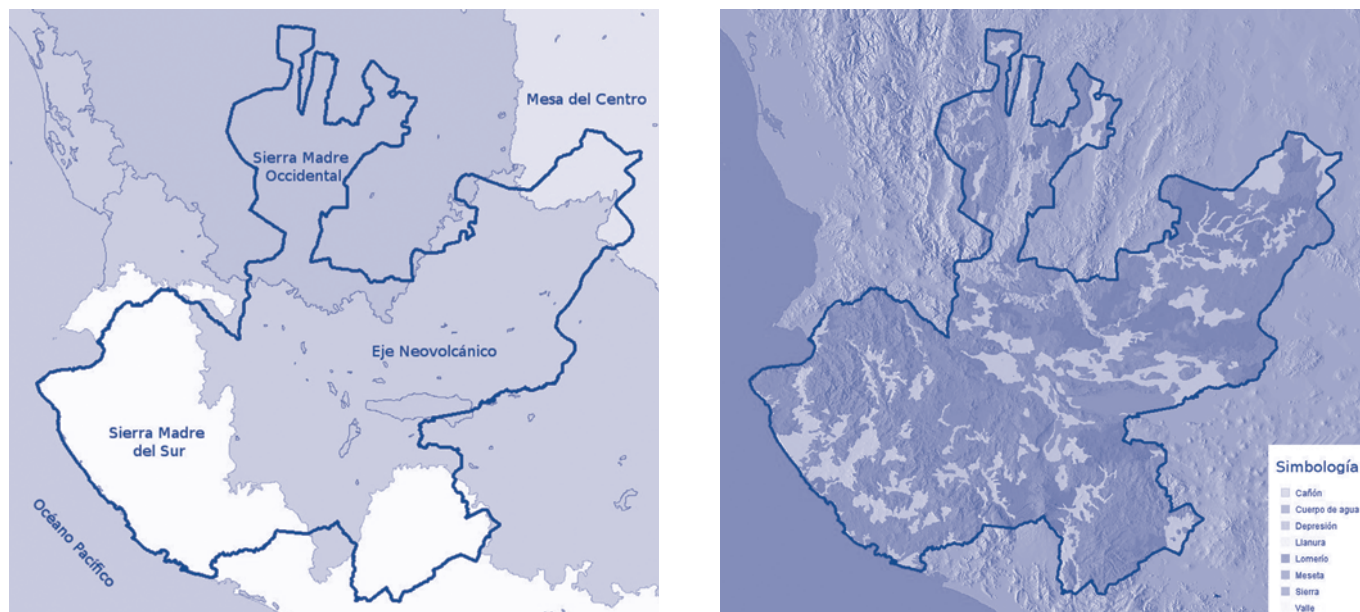 Mesa del Centro
Sierra Madre
Occidental
Eje Neovolcánico
Sierra Madre
del Sur
Océano Pacífico
Simbología
Cañón
Cuerpo de agua
Depresión
Llanura
Lomerío
Meseta
Sierra
Valle